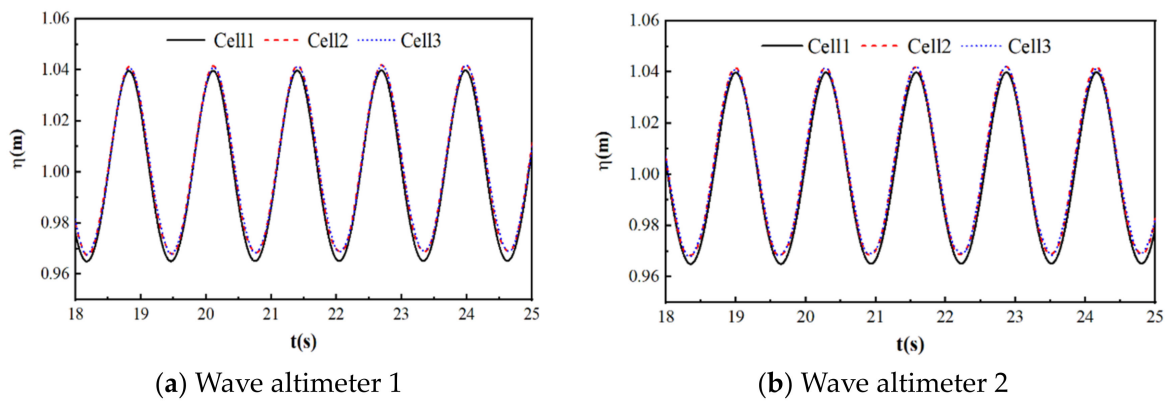 1.06
1.04
1.02
1.00
0.98
0.96
η(m)
Cell1 Cell2 Cell3
18 19 20 21 22 23 24 25
t(s)
(a) Wave altimeter 1
1.06
1.04
1.02
1.00
0.98
0.96
η(m)
Cell1 Cell2 Cell3
18 19 20 21 22 23 24 25
t(s)
(b) Wave altimeter 2